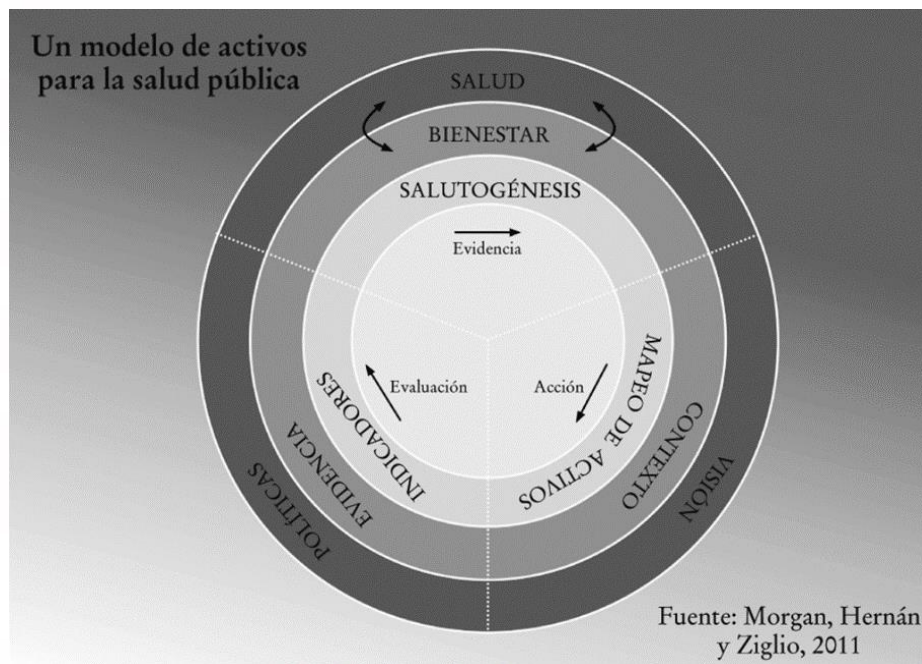 Un modelo de activos
para la salud pública
SALUD
BIENESTAR
SALUTOGÉNESIS
Evidencia
Evaluación
Acción
INDICADORES
MAPEO DE ACTIVOS
EVIDENCIA
CONTEXTO
POLÍTICAS
VISIÓN
Fuente: Morgan, Hernán
y Ziglio, 2011